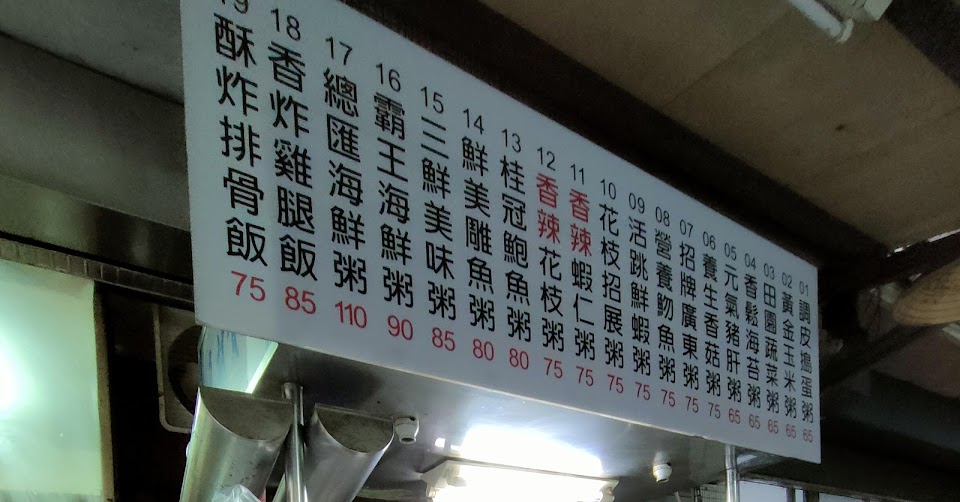 01 調皮搗蛋粥 65
02 黃金玉米粥 65
03 田園蔬菜粥 65
04 香鬆海苔粥 65
05 元氣豬肝粥 65
06 養生香菇粥 75
07 招牌廣東粥 75
08 營養魩魚粥 75
09 活跳鮮蝦粥 75
10 花枝招展粥 75
11 香辣蝦仁粥 75
12 香辣花枝粥 75
13 桂冠鮑魚粥 80
14 鮮美雕魚粥 80
15 三鮮美味粥 85
16 霸王海鮮粥 90
17 總匯海鮮粥 110
18 香炸雞腿飯 85
19 酥炸排骨飯 75